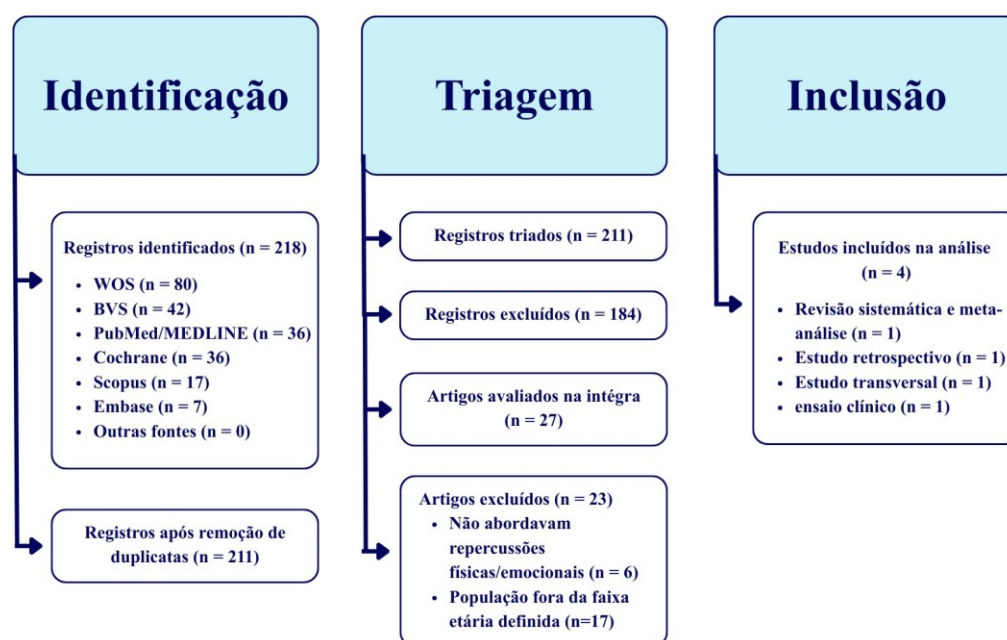 Identificação
Registros identificados (n = 218)
• WOS (n = 80)
• BVS (n = 42)
• PubMed/MEDLINE (n = 36)
• Cochrane (n = 36)
• Scopus (n = 17)
• Embase (n = 7)
• Outras fontes (n = 0)
Registros após remoção de
duplicatas (n = 211)
Triagem
Registros triados (n = 211)
Registros excluídos (n = 184)
Artigos avaliados na intégra
(n = 27)
Artigos excluídos (n = 23)
• Não abordavam
repercussões
físicas/emocionais (n = 6)
• População fora da faixa
etária definida (n=17)
Inclusão
Estudos incluídos na análise
(n = 4)
• Revisão sistemática e meta-
análise (n = 1)
• Estudo retrospectivo (n = 1)
• Estudo transversal (n = 1)
• ensaio clínico (n = 1)